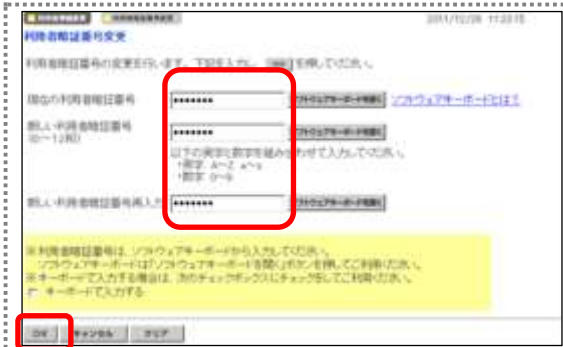 2011/12/28 11:23:15
利用者暗証番号変更
利用者暗証番号の変更を行います。下記を入力し、 を押してください。
現在の利用者暗証番号 ******* ソフトウェアキーボードを開く ソフトウェアキーボードとは?
新しい利用者暗証番号 ******* ソフトウェアキーボードを開く
(6~12桁)
以下の英字と数字を組み合わせて入力してください。
・英字 A~Z a~z
・数字 0~9
新しい利用者暗証番号再入力 ******* ソフトウェアキーボードを開く
※利用者暗証番号は、ソフトウェアキーボードから入力してください。
ソフトウェアキーボードは「ソフトウェアキーボードを開く」ボタンを押してご利用ください。
※キーボードで入力する場合は、次のチェックボックスにチェックをしてご利用ください。
キーボードで入力する
OK キャンセル クリア